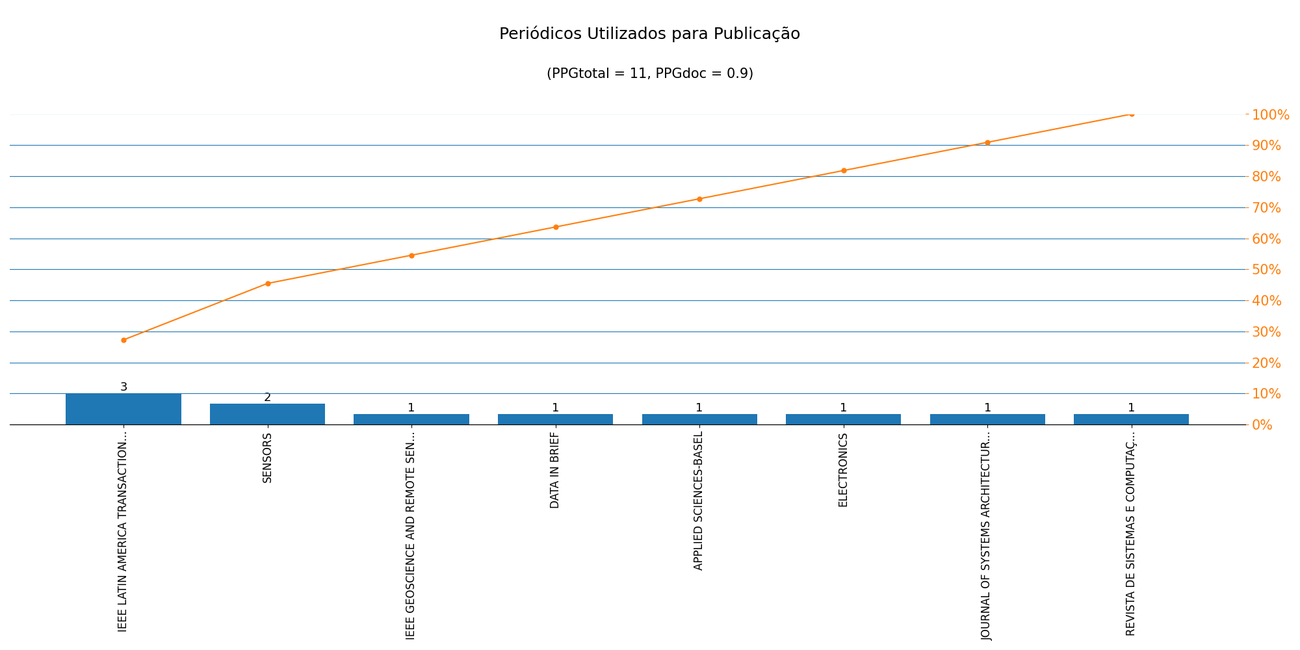 Periódicos Utilizados para Publicação
(PPGtotal = 11, PPGdoc = 0.9)
100%
90%
80%
70%
60%
50%
40%
30%
20%
10%
0%
3
2
1
1
1
1
1
1
IEEE LATIN AMERICA TRANSACTION...
SENSORS
IEEE GEOSCIENCE AND REMOTE SEN...
DATA IN BRIEF
APPLIED SCIENCES-BASEL
ELECTRONICS
JOURNAL OF SYSTEMS ARCHITECTUR...
REVISTA DE SISTEMAS E COMPUTAÇ...